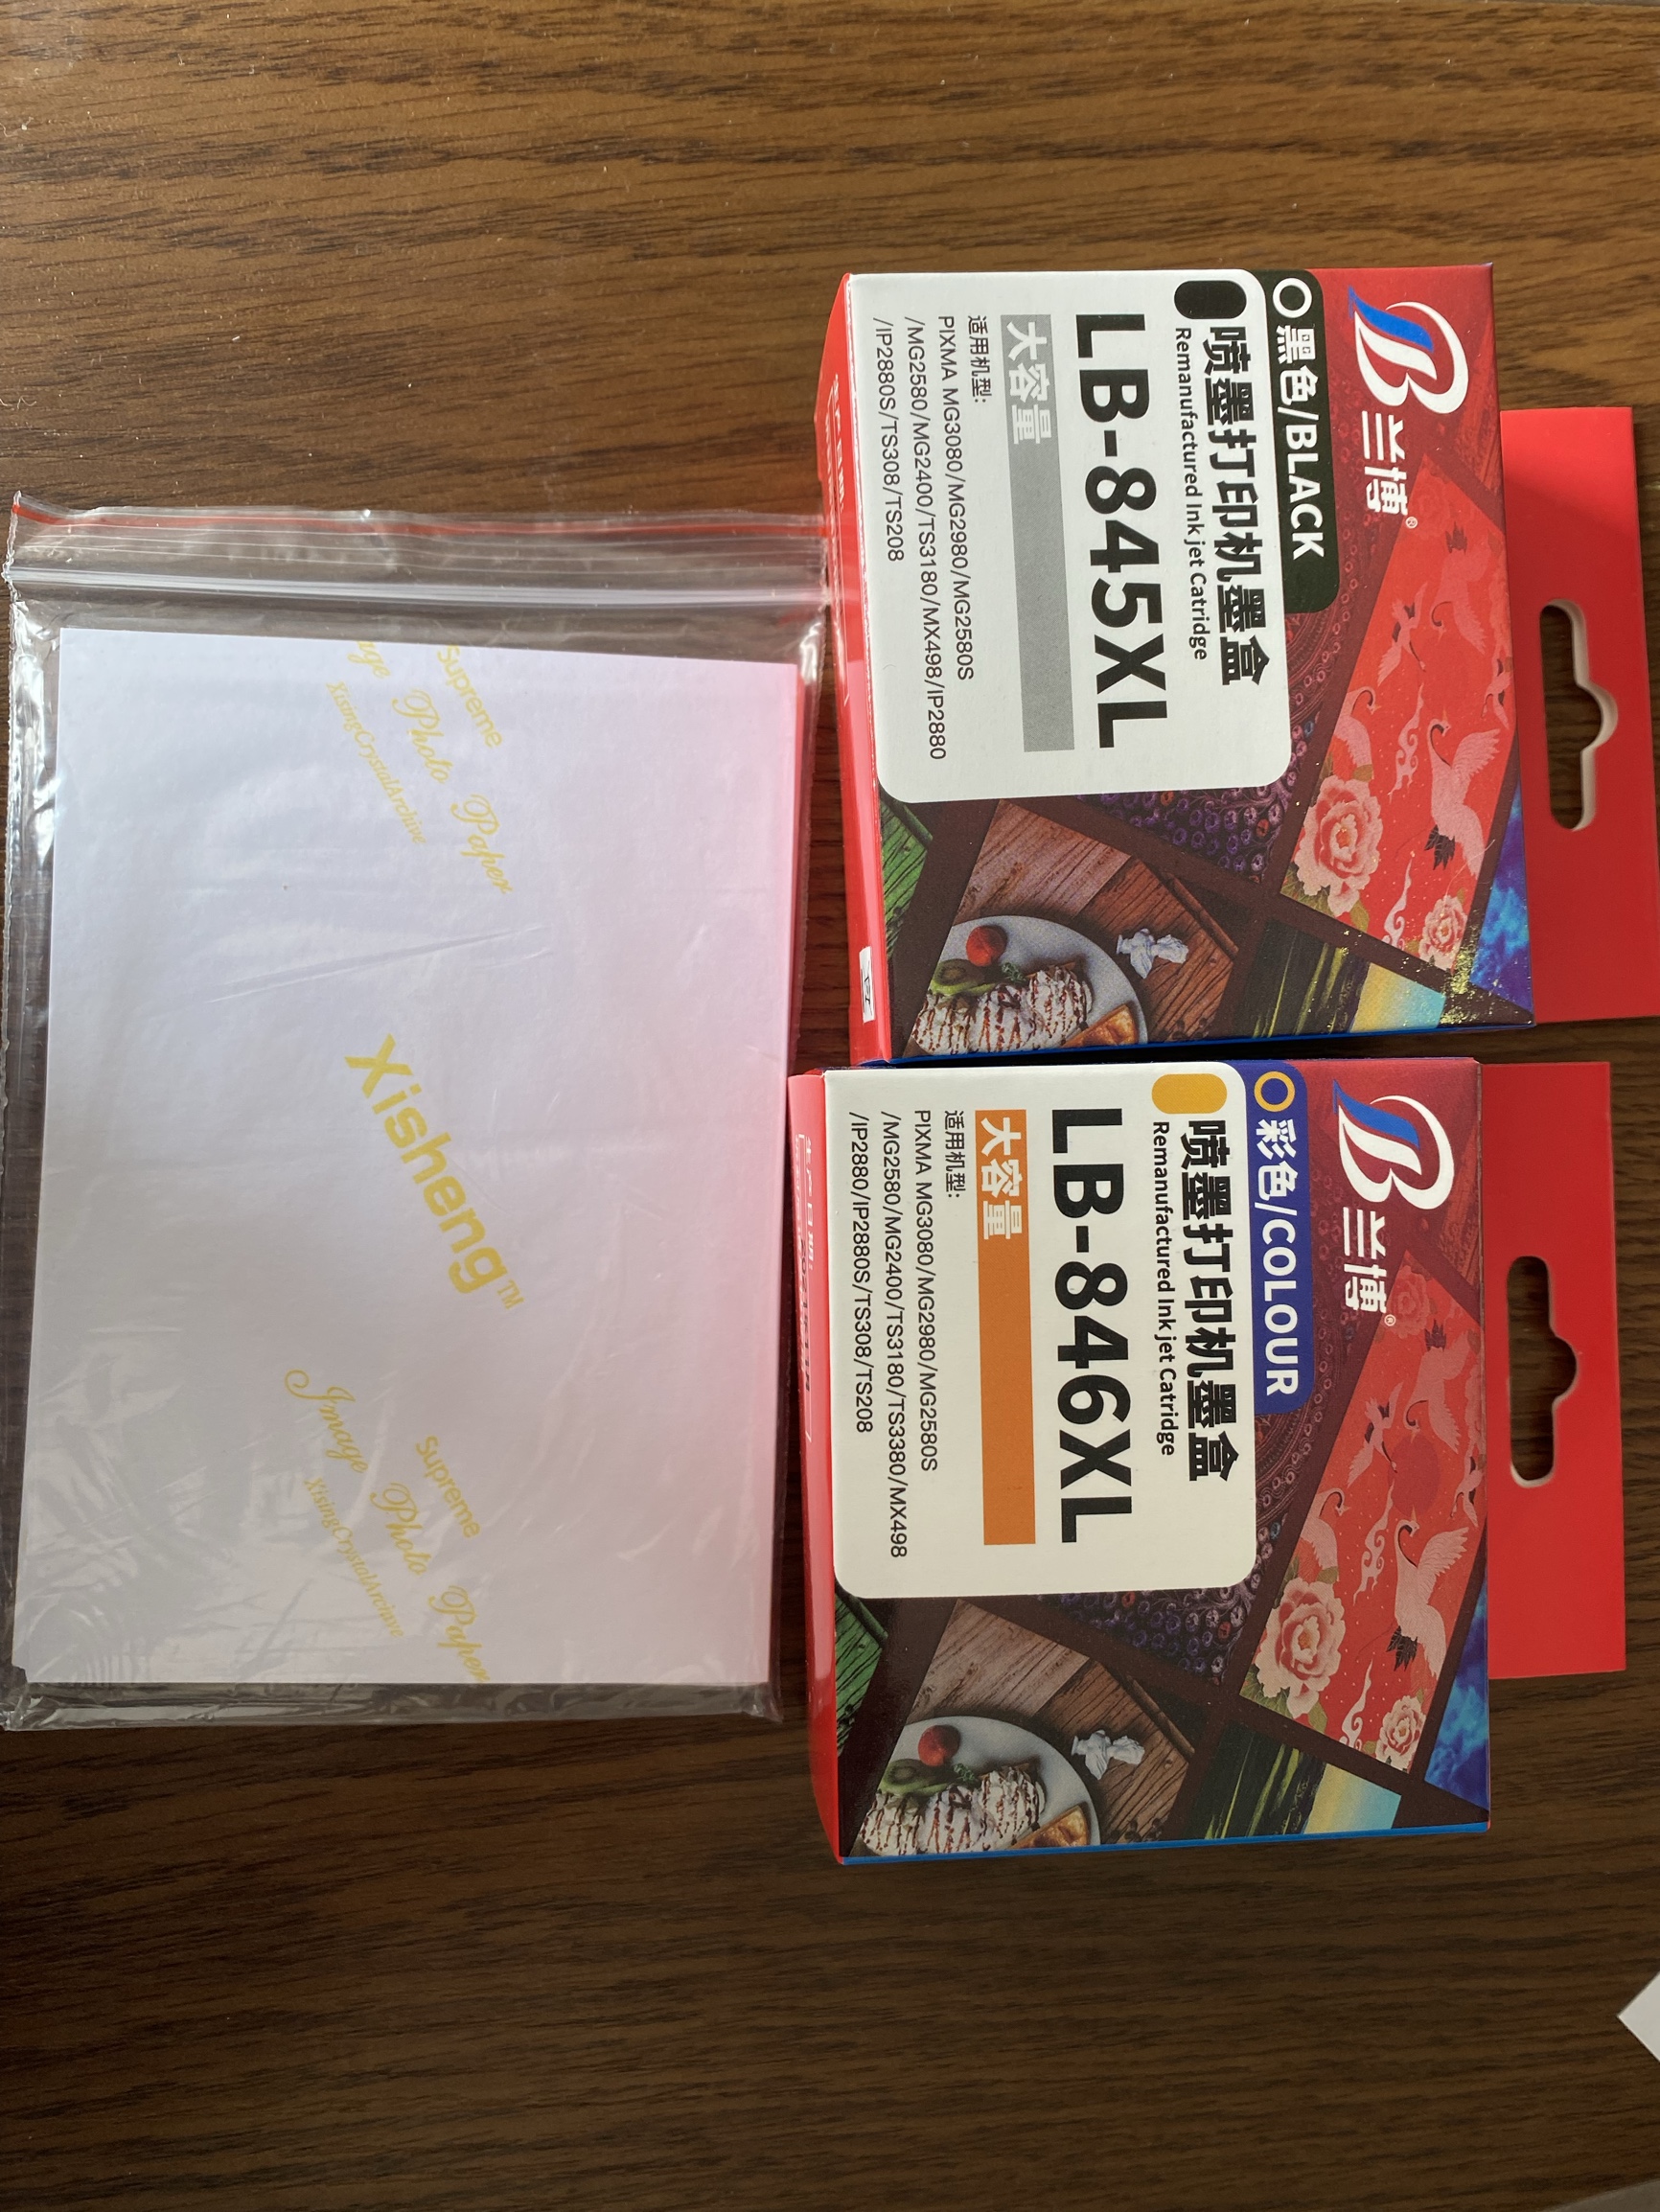 兰博®
黑色/BLACK
喷墨打印机墨盒
Remanufactured Ink jet Catridge
LB-845XL
大容量
适用机型:
PIXMA MG3080/MG2980/MG2580S
/MG2580/MG2400/TS3180/MX498/IP2880
/IP2880S/TS308/TS208
兰博®
彩色/COLOUR
喷墨打印机墨盒
Remanufactured Ink jet Catridge
LB-846XL
大容量
适用机型:
PIXMA MG3080/MG2980/MG2580S
/MG2580/MG2400/TS3180/TS3380/MX498
/IP2880/IP2880S/TS308/TS208
Supreme
Photo Paper
XisingCrystalArchive
Xisheng™
Supreme
Image Photo Paper
XisingCrystalArchive